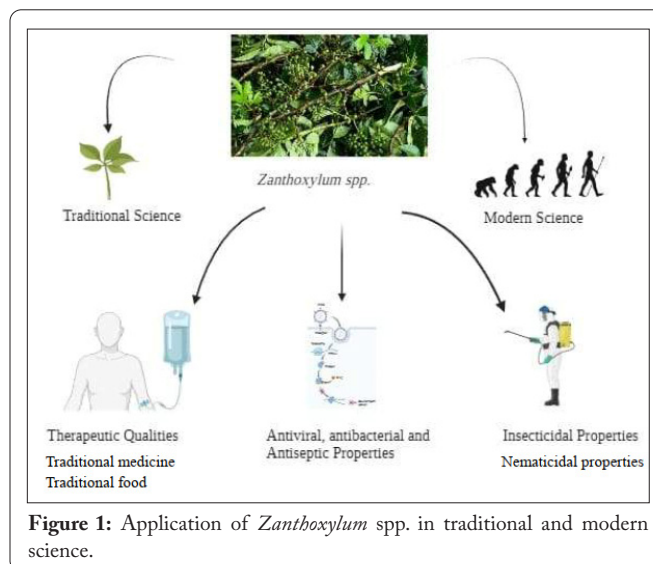 Zanthoxylum spp.
Traditional Science
Modern Science
Therapeutic Qualities
Traditional medicine
Traditional food
Antiviral, antibacterial and
Antiseptic Properties
Insecticidal Properties
Nematicidal properties
Figure 1: Application of Zanthoxylum spp. in traditional and modern
science.